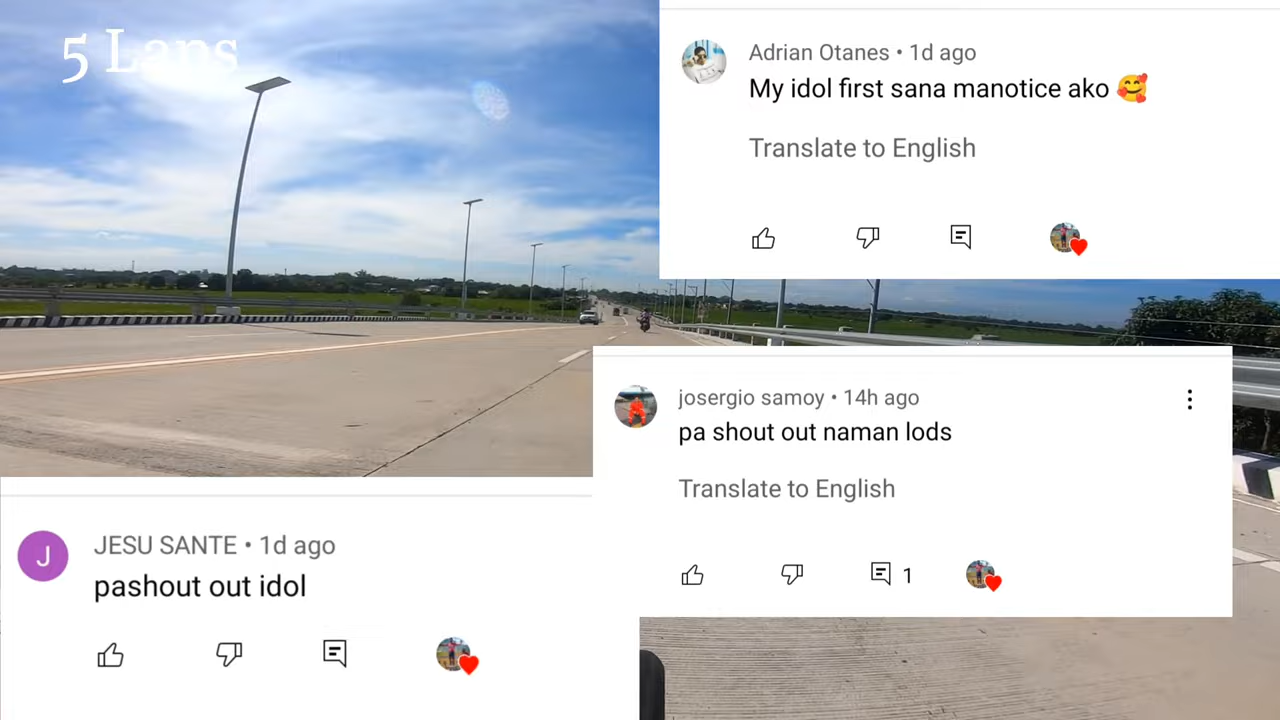 5 Laps
Adrian Otanes • 1d ago
My idol first sana manotice ako 🥰
Translate to English
josergio samoy • 14h ago
pa shout out naman lods
Translate to English
1
J
JESU SANTE • 1d ago
pashout out idol